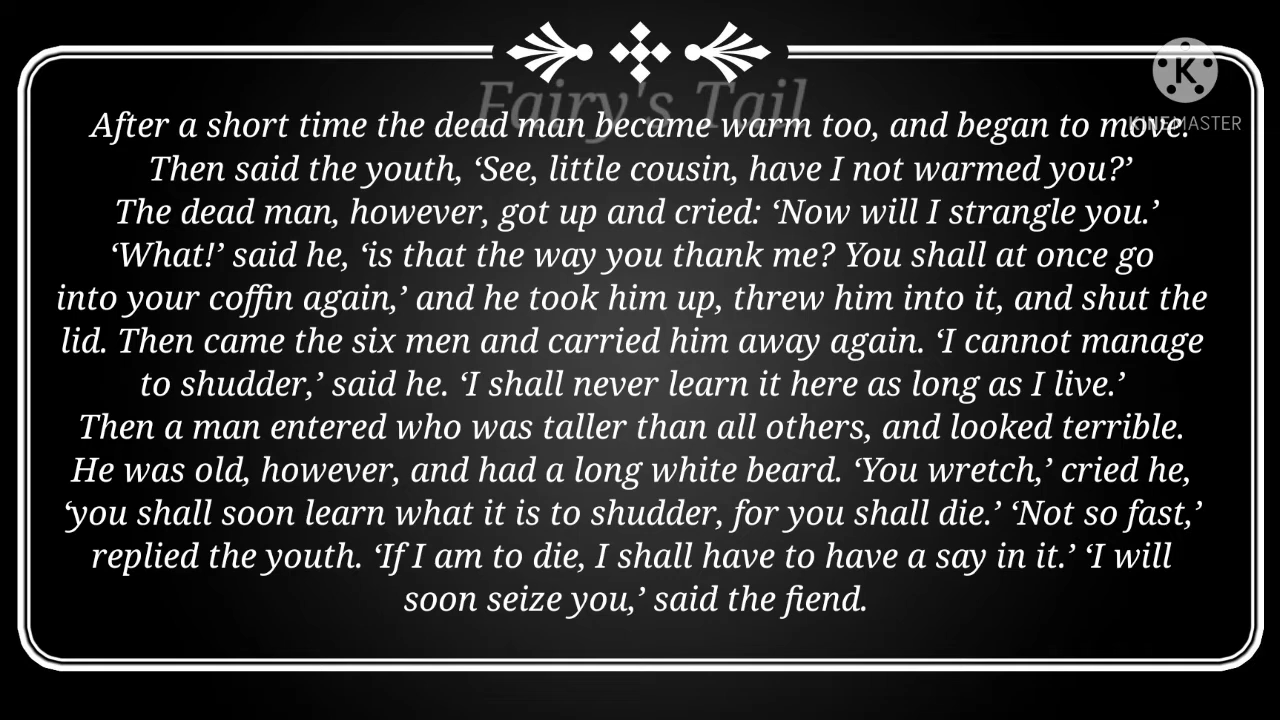 Fairy's Tail
K
KINEMASTER
After a short time the dead man became warm too, and began to move.
Then said the youth, ‘See, little cousin, have I not warmed you?’
The dead man, however, got up and cried: ‘Now will I strangle you.’
‘What!’ said he, ‘is that the way you thank me? You shall at once go
into your coffin again,’ and he took him up, threw him into it, and shut the
lid. Then came the six men and carried him away again. ‘I cannot manage
to shudder,’ said he. ‘I shall never learn it here as long as I live.’
Then a man entered who was taller than all others, and looked terrible.
He was old, however, and had a long white beard. ‘You wretch,’ cried he,
‘you shall soon learn what it is to shudder, for you shall die.’ ‘Not so fast,’
replied the youth. ‘If I am to die, I shall have to have a say in it.’ ‘I will
soon seize you,’ said the fiend.